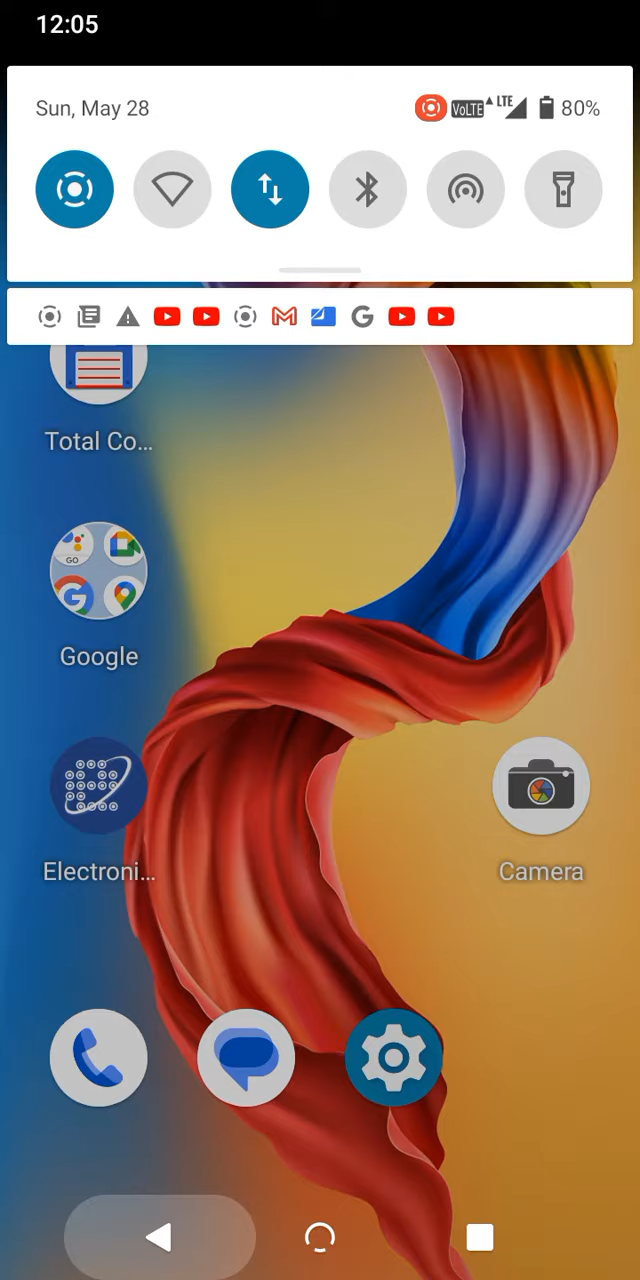 12:05
Sun, May 28
VoLTE
LTE
80%
Total Co...
GO
Google
Electroni...
Camera